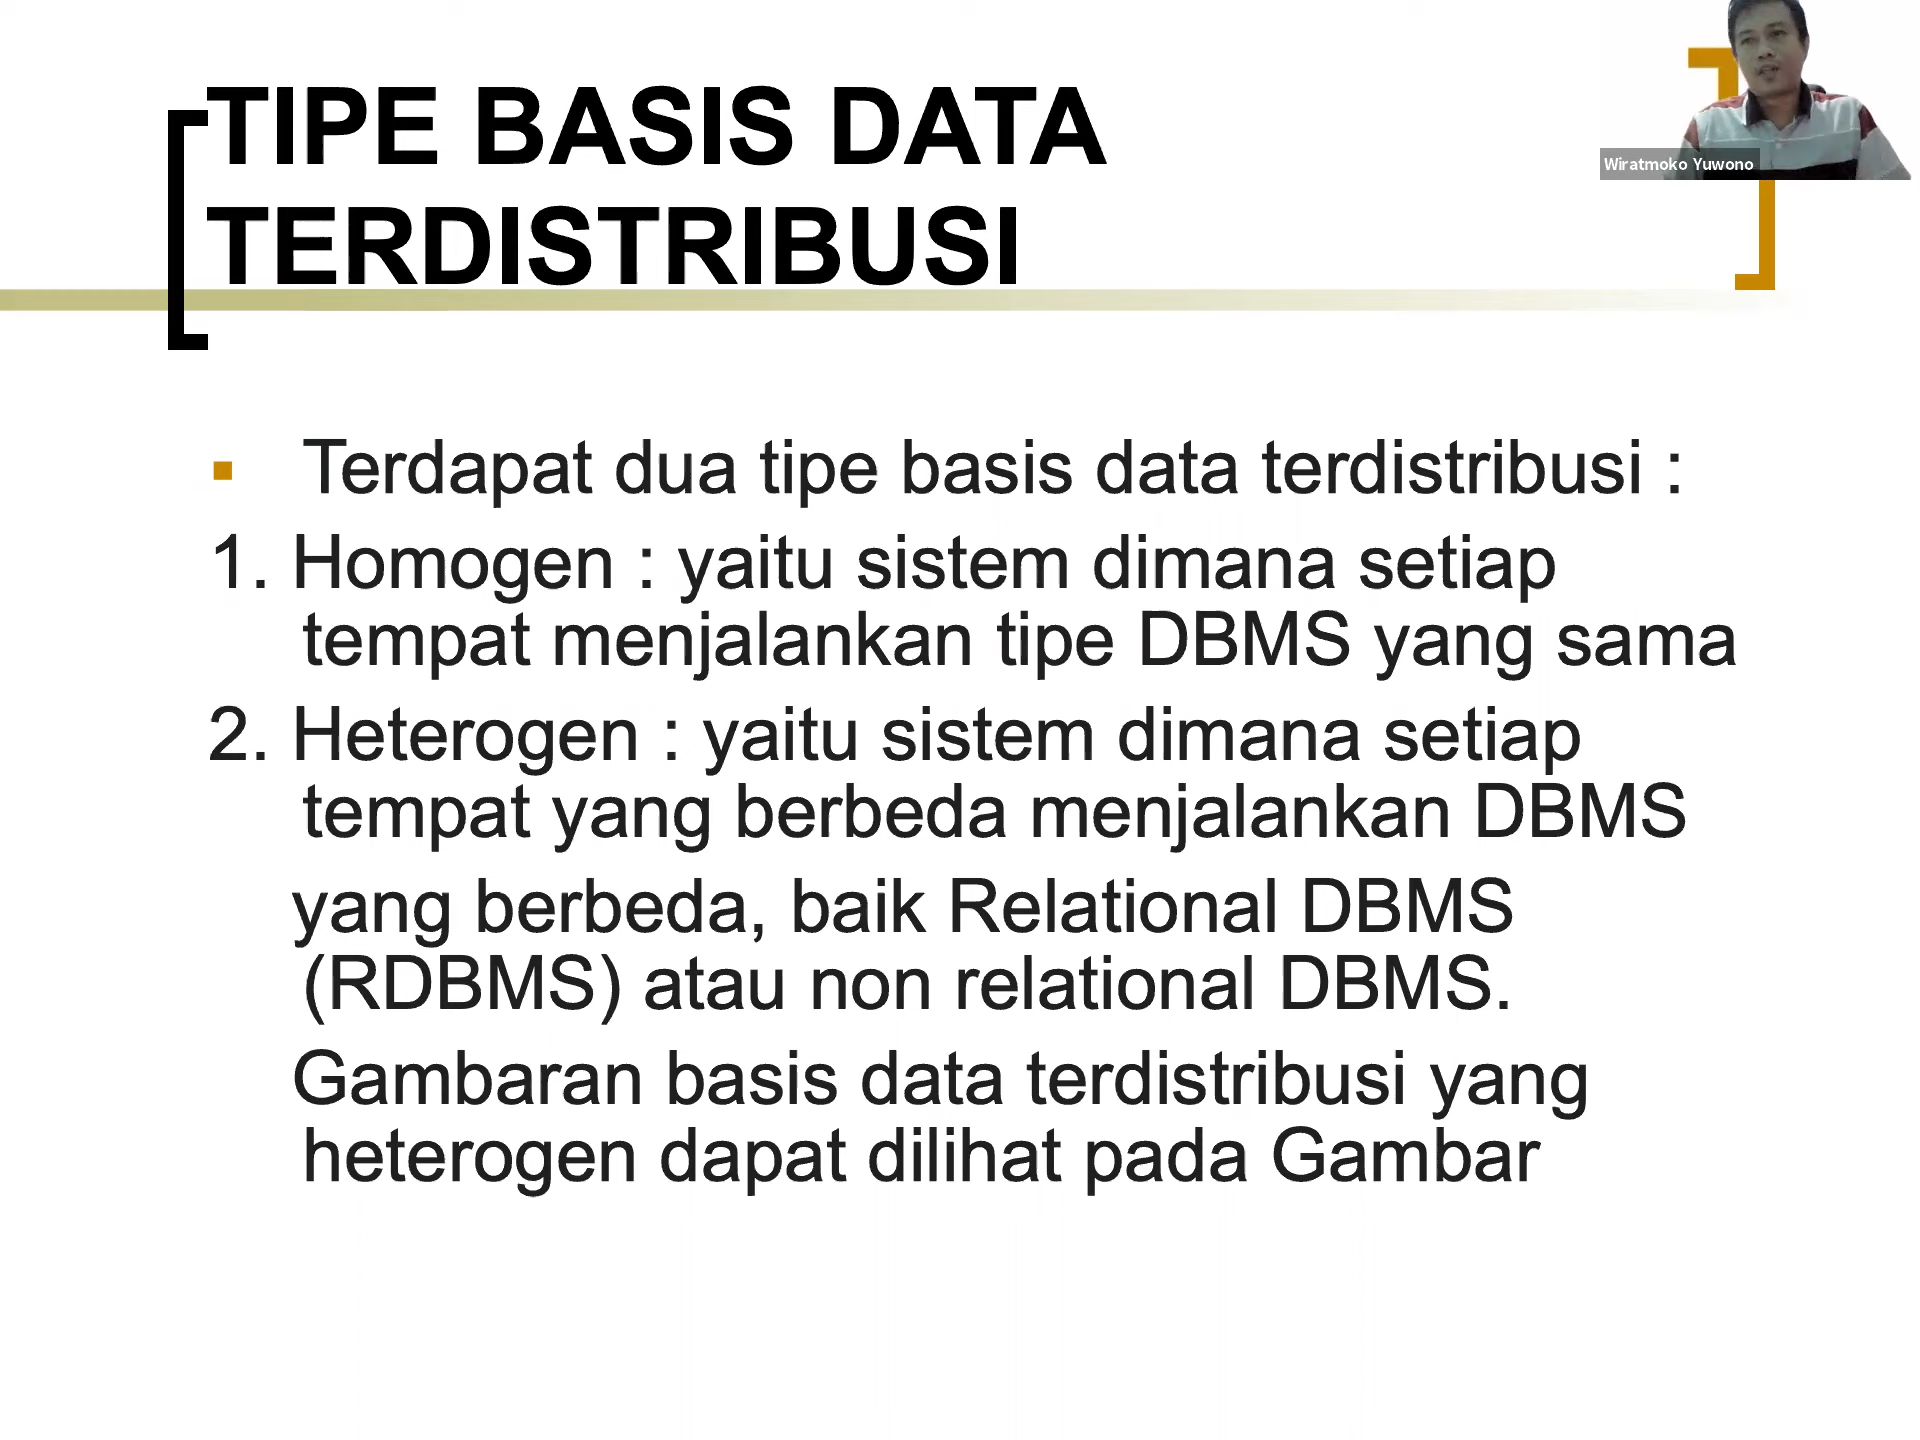 TIPE BASIS DATA
TERDISTRIBUSI
Wiratmoko Yuwono
▪ Terdapat dua tipe basis data terdistribusi :
1. Homogen : yaitu sistem dimana setiap
tempat menjalankan tipe DBMS yang sama
2. Heterogen : yaitu sistem dimana setiap
tempat yang berbeda menjalankan DBMS
yang berbeda, baik Relational DBMS
(RDBMS) atau non relational DBMS.
Gambaran basis data terdistribusi yang
heterogen dapat dilihat pada Gambar